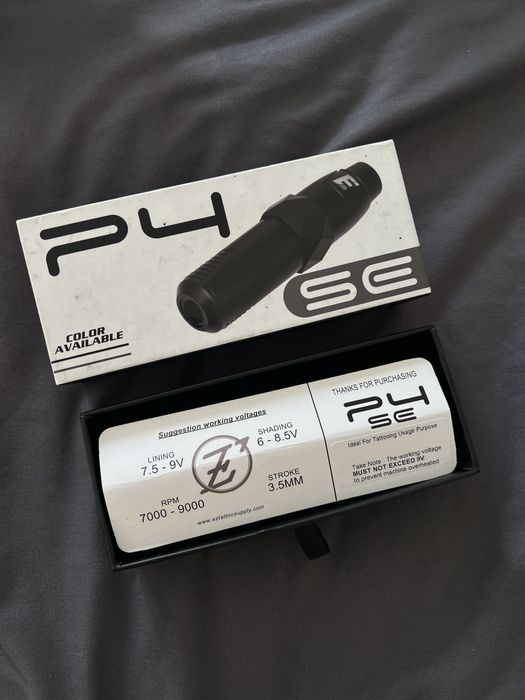 P4
E
SE
COLOR
AVAILABLE
Suggestion working voltages
LINING
7.5 - 9V
SHADING
6 - 8.5V
RPM
7000 - 9000
STROKE
3.5MM
www.eztattoosupply.com
THANKS FOR PURCHASING
P4
SE
Ideal For Tattooing Usage Purpose
Take Note : The working voltage
MUST NOT EXCEED 9V
to prevent machine overheated